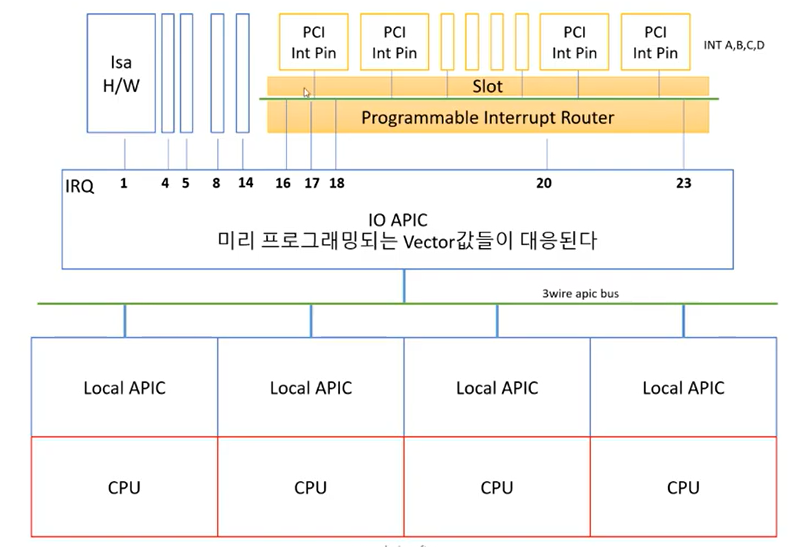 Isa
H/W
PCI
Int Pin
PCI
Int Pin
PCI
Int Pin
PCI
Int Pin
INT A,B,C,D
Slot
Programmable Interrupt Router
IRQ 1 4 5 8 14 16 17 18 20 23
IO APIC
미리 프로그래밍되는 Vector값들이 대응된다
3wire apic bus
Local APIC Local APIC Local APIC Local APIC
CPU CPU CPU CPU